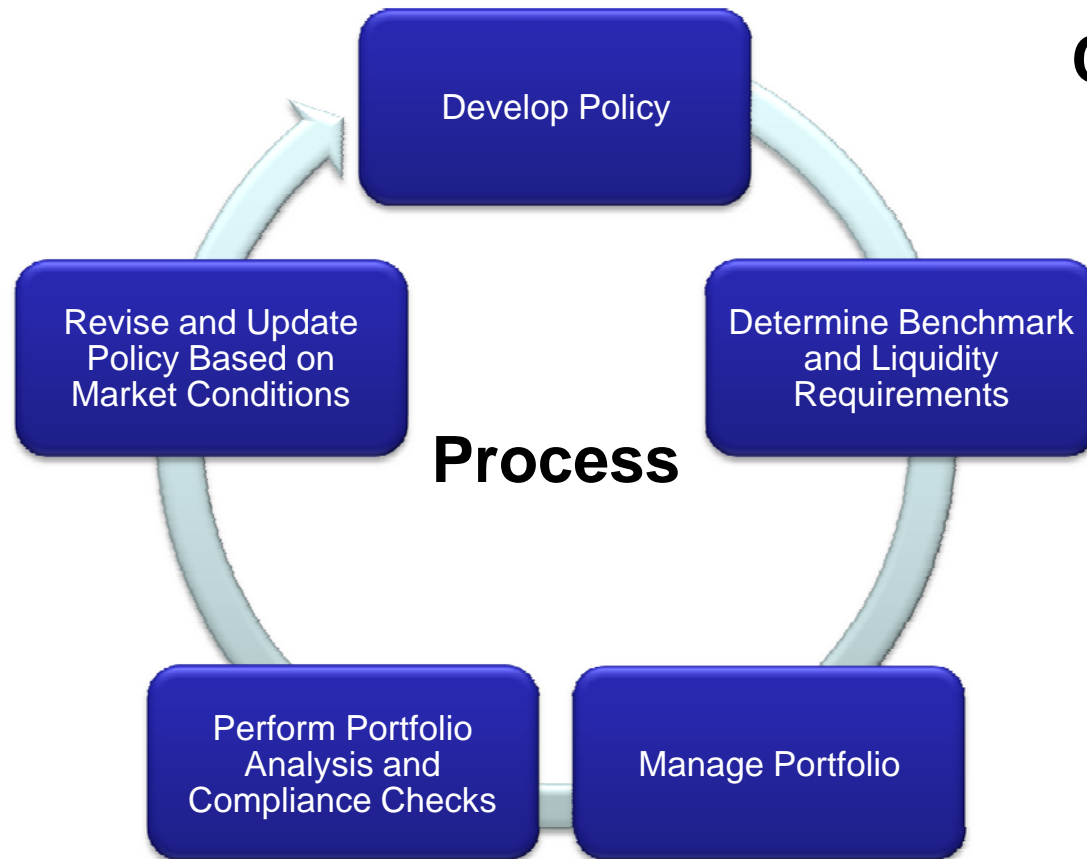 Develop Policy
Determine Benchmark
and Liquidity
Requirements
Manage Portfolio
Perform Portfolio
Analysis and
Compliance Checks
Revise and Update
Policy Based on
Market Conditions
Process